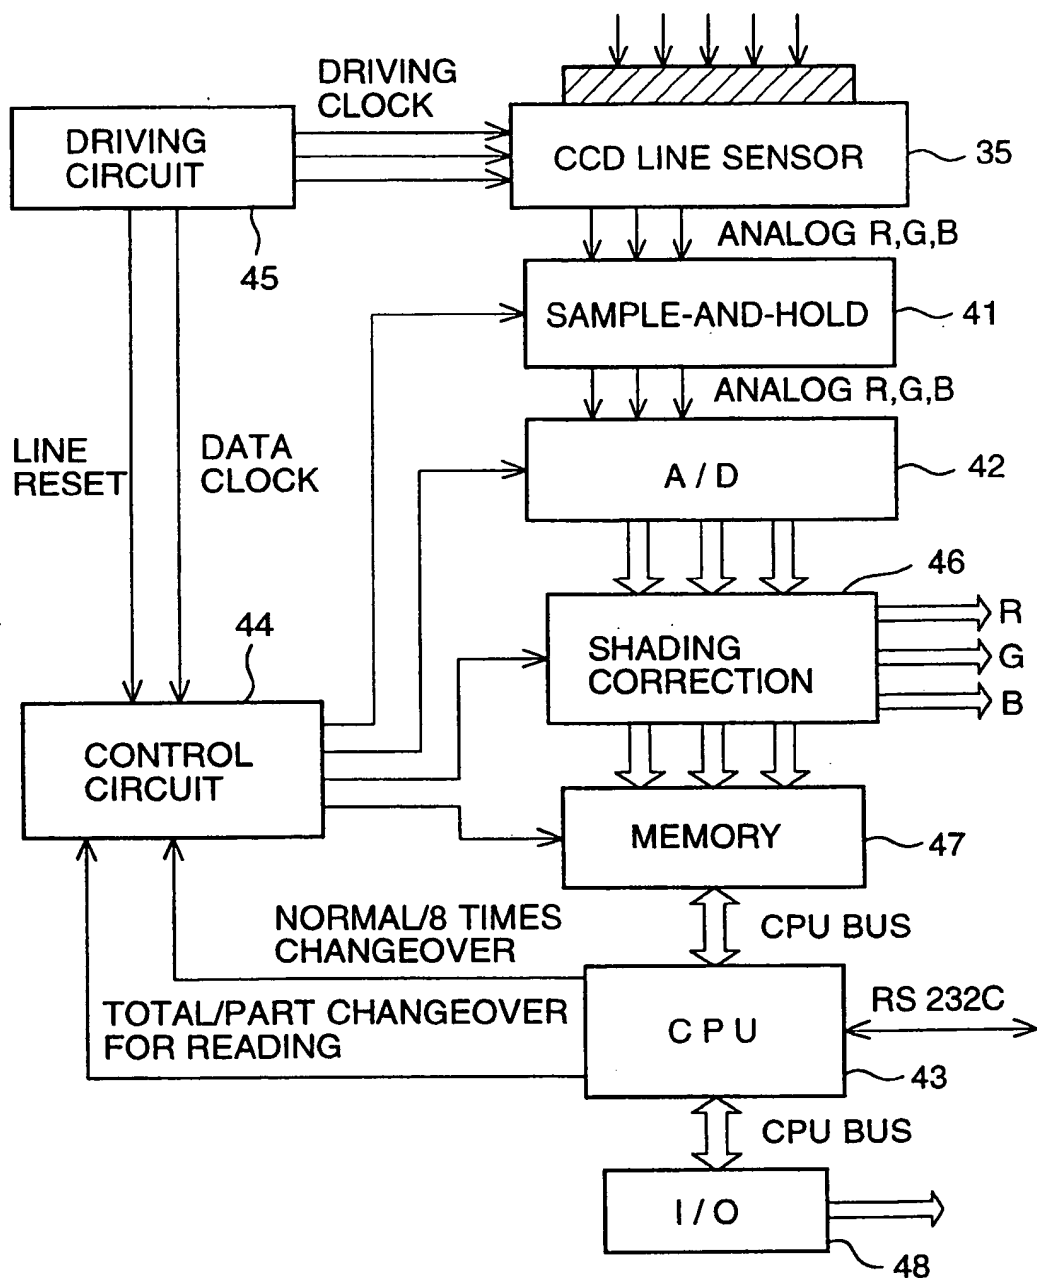 DRIVING
CLOCK
DRIVING
CIRCUIT
45
CCD LINE SENSOR
35
ANALOG R,G,B
SAMPLE-AND-HOLD
41
ANALOG R,G,B
LINE
RESET
DATA
CLOCK
A / D
42
46
SHADING
CORRECTION
R
G
B
44
CONTROL
CIRCUIT
MEMORY
47
NORMAL/8 TIMES
CHANGEOVER
CPU BUS
TOTAL/PART CHANGEOVER
FOR READING
C P U
RS 232C
43
CPU BUS
I / O
48